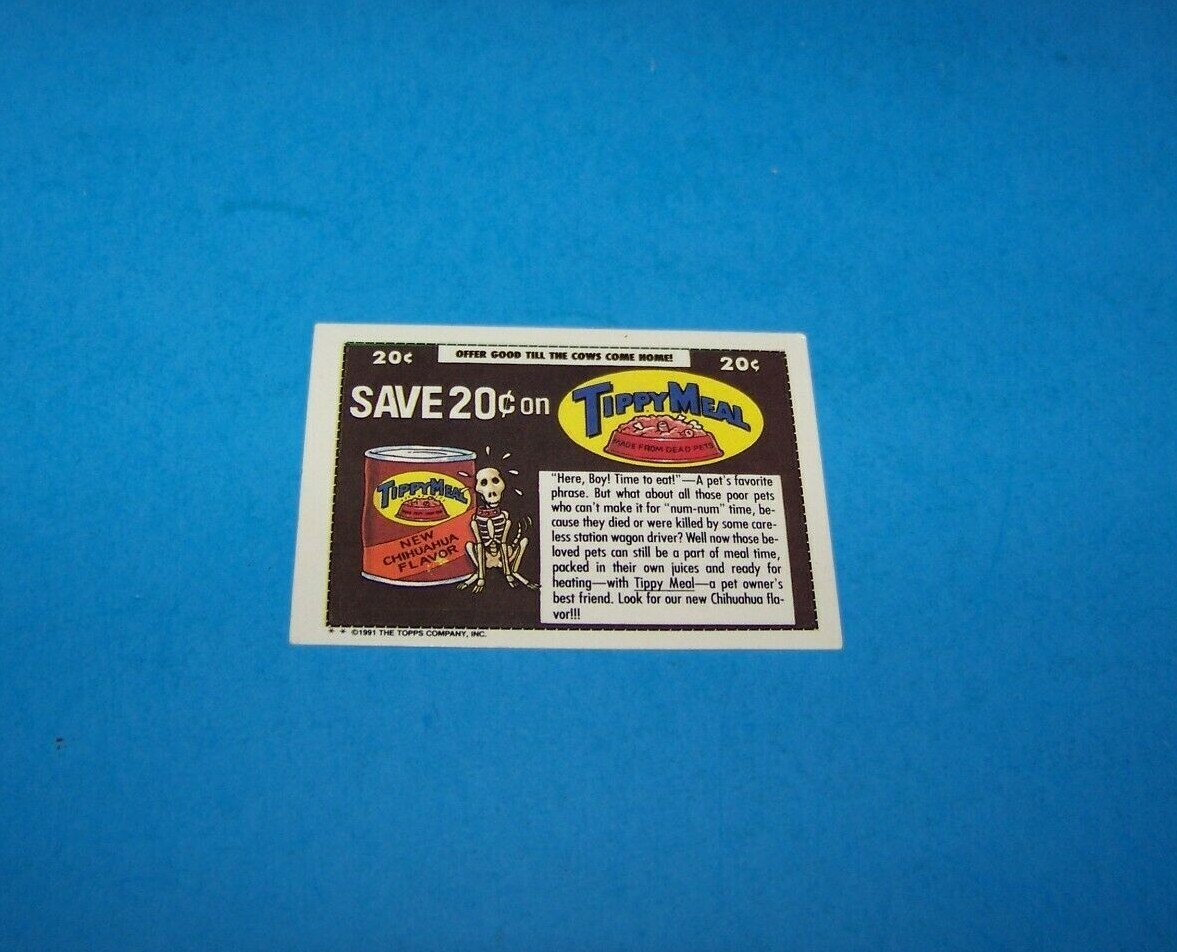 20¢
OFFER GOOD TILL THE COWS COME HOME!
20¢
SAVE 20¢ on
TIPPY MEAL
MADE FROM DEAD PETS
TIPPY MEAL
NEW
CHIHUAHUA
FLAVOR
"Here, Boy! Time to eat!"—A pet's favorite
phrase. But what about all those poor pets
who can't make it for "num-num" time, be-
cause they died or were killed by some care-
less station wagon driver? Well now those be-
loved pets can still be a part of meal time,
packed in their own juices and ready for
heating—with Tippy Meal—a pet owner's
best friend. Look for our new Chihuahua fla-
vor!!!
* * ©1991 THE TOPPS COMPANY, INC.